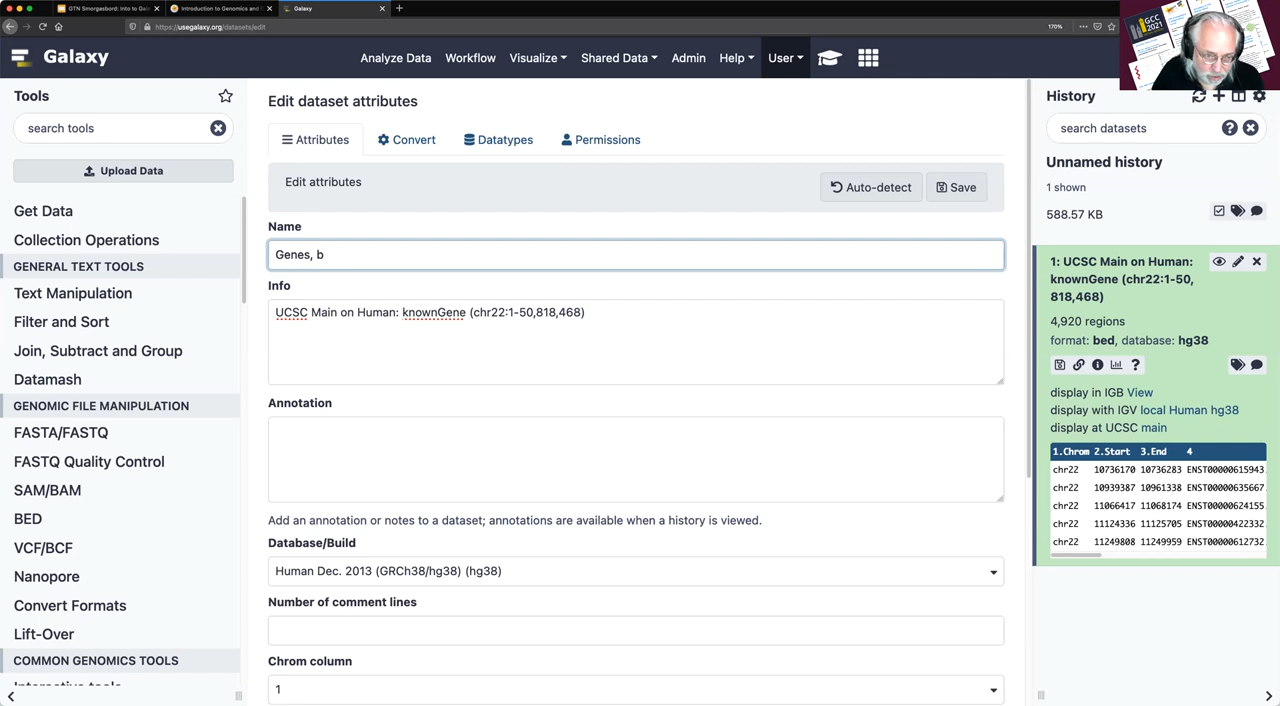 GTN Smorgasbord: Into to Gala
Introduction to Genomics and G
Galaxy
https://usegalaxy.org/datasets/edit
170%
GCC
2021
Galaxy
Analyze Data
Workflow
Visualize
Shared Data
Admin
Help
User
Tools
search tools
Upload Data
Get Data
Collection Operations
GENERAL TEXT TOOLS
Text Manipulation
Filter and Sort
Join, Subtract and Group
Datamash
GENOMIC FILE MANIPULATION
FASTA/FASTQ
FASTQ Quality Control
SAM/BAM
BED
VCF/BCF
Nanopore
Convert Formats
Lift-Over
COMMON GENOMICS TOOLS
Interactive tools
Edit dataset attributes
Attributes
Convert
Datatypes
Permissions
Edit attributes
Auto-detect
Save
Name
Genes, b
Info
UCSC Main on Human: knownGene (chr22:1-50,818,468)
Annotation
Add an annotation or notes to a dataset; annotations are available when a history is viewed.
Database/Build
Human Dec. 2013 (GRCh38/hg38) (hg38)
Number of comment lines
Chrom column
1
History
search datasets
Unnamed history
1 shown
588.57 KB
1: UCSC Main on Human:
knownGene (chr22:1-50,
818,468)
4,920 regions
format: bed, database: hg38
display in IGB View
display with IGV local Human hg38
display at UCSC main
1.Chrom 2.Start 3.End 4
chr22 10736170 10736283 ENST00000615943.
chr22 10939387 10961338 ENST00000635667.
chr22 11066417 11068174 ENST00000624155.
chr22 11124336 11125705 ENST00000422332.
chr22 11249808 11249959 ENST00000612732.